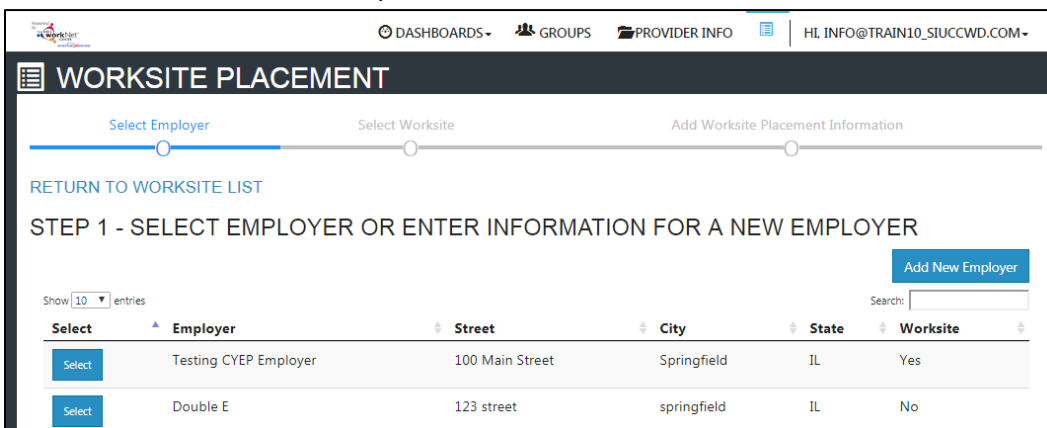 workNet
DASHBOARDS GROUPS PROVIDER INFO HI, INFO@TRAIN10_SIUCCWD.COM
WORKSITE PLACEMENT
Select Employer Select Worksite Add Worksite Placement Information
RETURN TO WORKSITE LIST
STEP 1 - SELECT EMPLOYER OR ENTER INFORMATION FOR A NEW EMPLOYER
Add New Employer
Show 10 entries Search:
Select Employer Street City State Worksite
Select Testing CYEP Employer 100 Main Street Springfield IL Yes
Select Double E 123 street springfield IL No